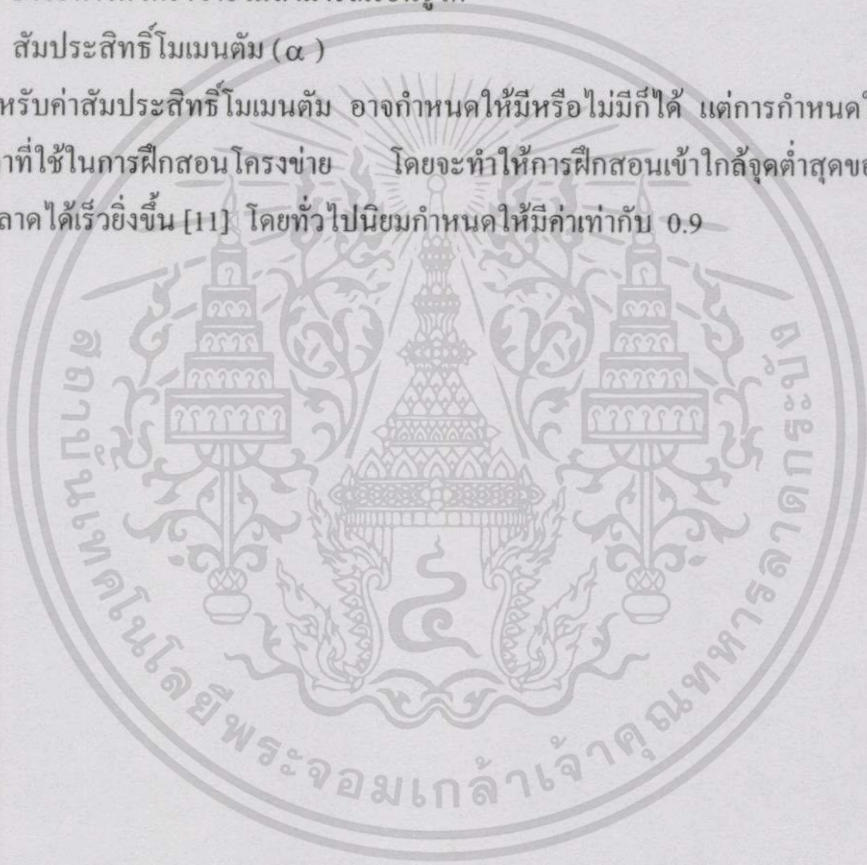 สัมประสิทธิ์โมเมนตัม (α)
หรับค่าสัมประสิทธิ์โมเมนตัม อาจกำหนดให้มีหรือไม่มีก็ได้ แต่การกำหนดใ
าที่ใช้ในการฝึกสอนโครงข่าย โดยจะทำให้การฝึกสอนเข้าใกล้จุดต่ำสุดขอ
ลาดได้เร็วยิ่งขึ้น [11] โดยทั่วไปนิยมกำหนดให้มีค่าเท่ากับ 0.9
สถาบันเทคโนโลยีพระจอมเกล้าเจ้าคุณทหารลาดกระบัง